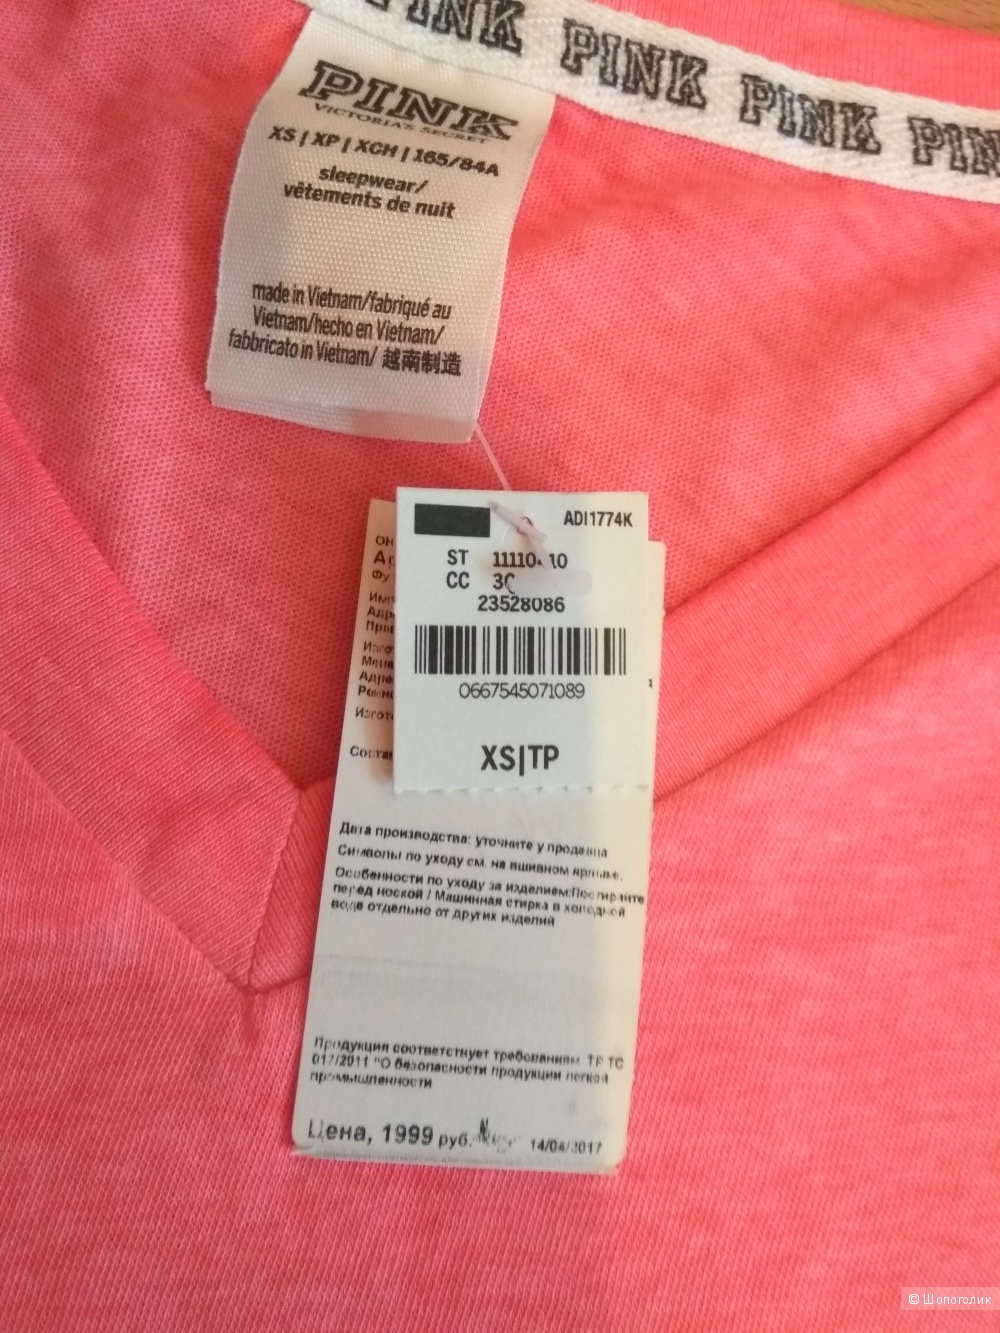 PINK PINK PINK
PINK
VICTORIA'S SECRET
XS | XP | XCH | 165/84A
sleepwear/
vêtements de nuit
made in Vietnam/fabriqué au
Vietnam/hecho en Vietnam/
fabbricato in Vietnam/ 越南制造
ADI1774K
ST
CC
23528086
0667545071089
XS|TP
Дата производства: уточните у продавца
Символы по уходу см. на вшивном ярлыке.
Особенности по уходу за изделием:Постирайте
перед ноской / Машинная стирка в холодной
воде отдельно от других изделий
Продукция соответствует требованиям ТР ТС
017/2011 "О безопасности продукции легкой
промышленности
Цена, 1999 руб.
14/04/2017
© Шопоголик